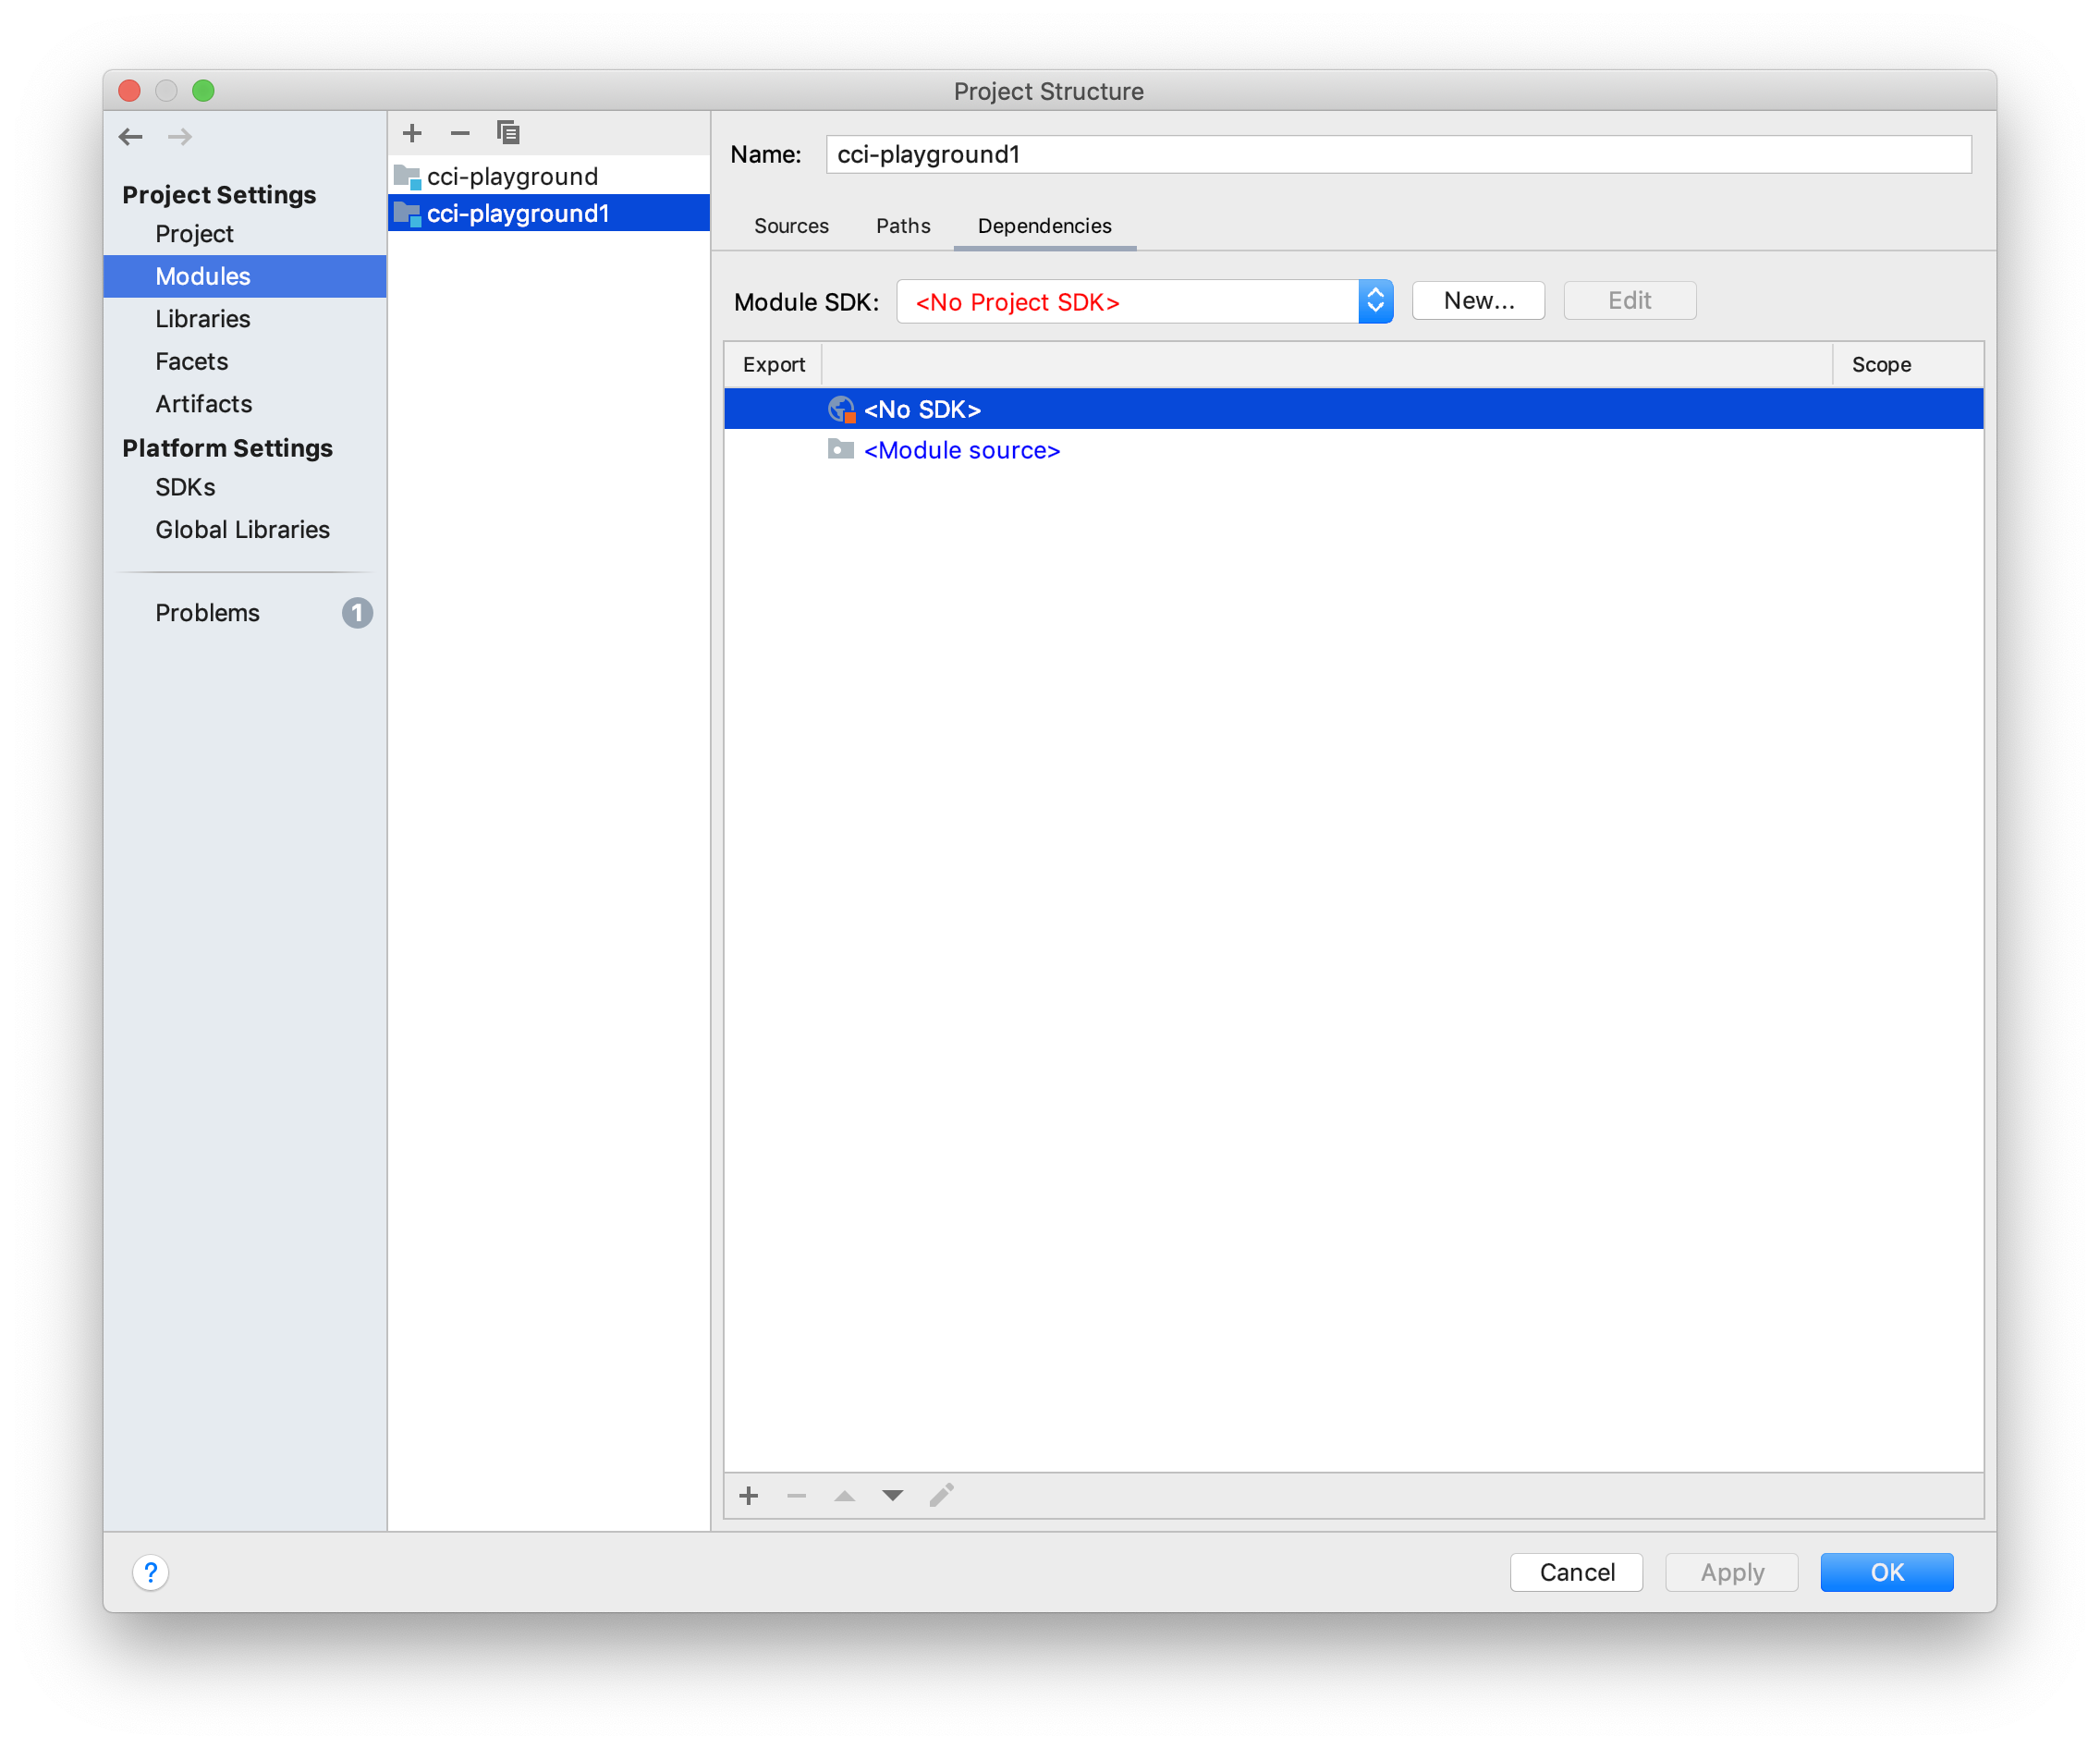 Project Structure
Project Settings
Project
Modules
Libraries
Facets
Artifacts
Platform Settings
SDKs
Global Libraries
Problems 1
cci-playground
cci-playground1
Name: cci-playground1
Sources Paths Dependencies
Module SDK: <No Project SDK> New... Edit
Export Scope
<No SDK>
<Module source>
? Cancel Apply OK